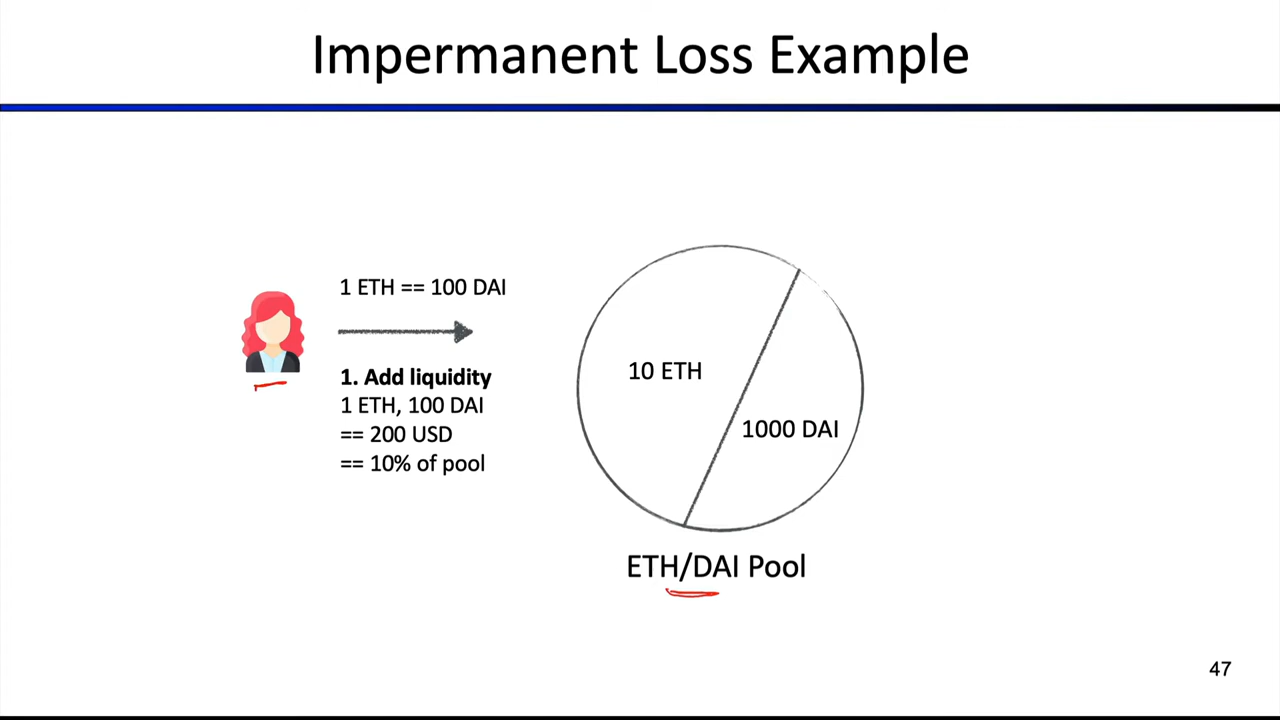 Impermanent Loss Example
1 ETH == 100 DAI
1. Add liquidity
1 ETH, 100 DAI
== 200 USD
== 10% of pool
10 ETH
1000 DAI
ETH/DAI Pool
47